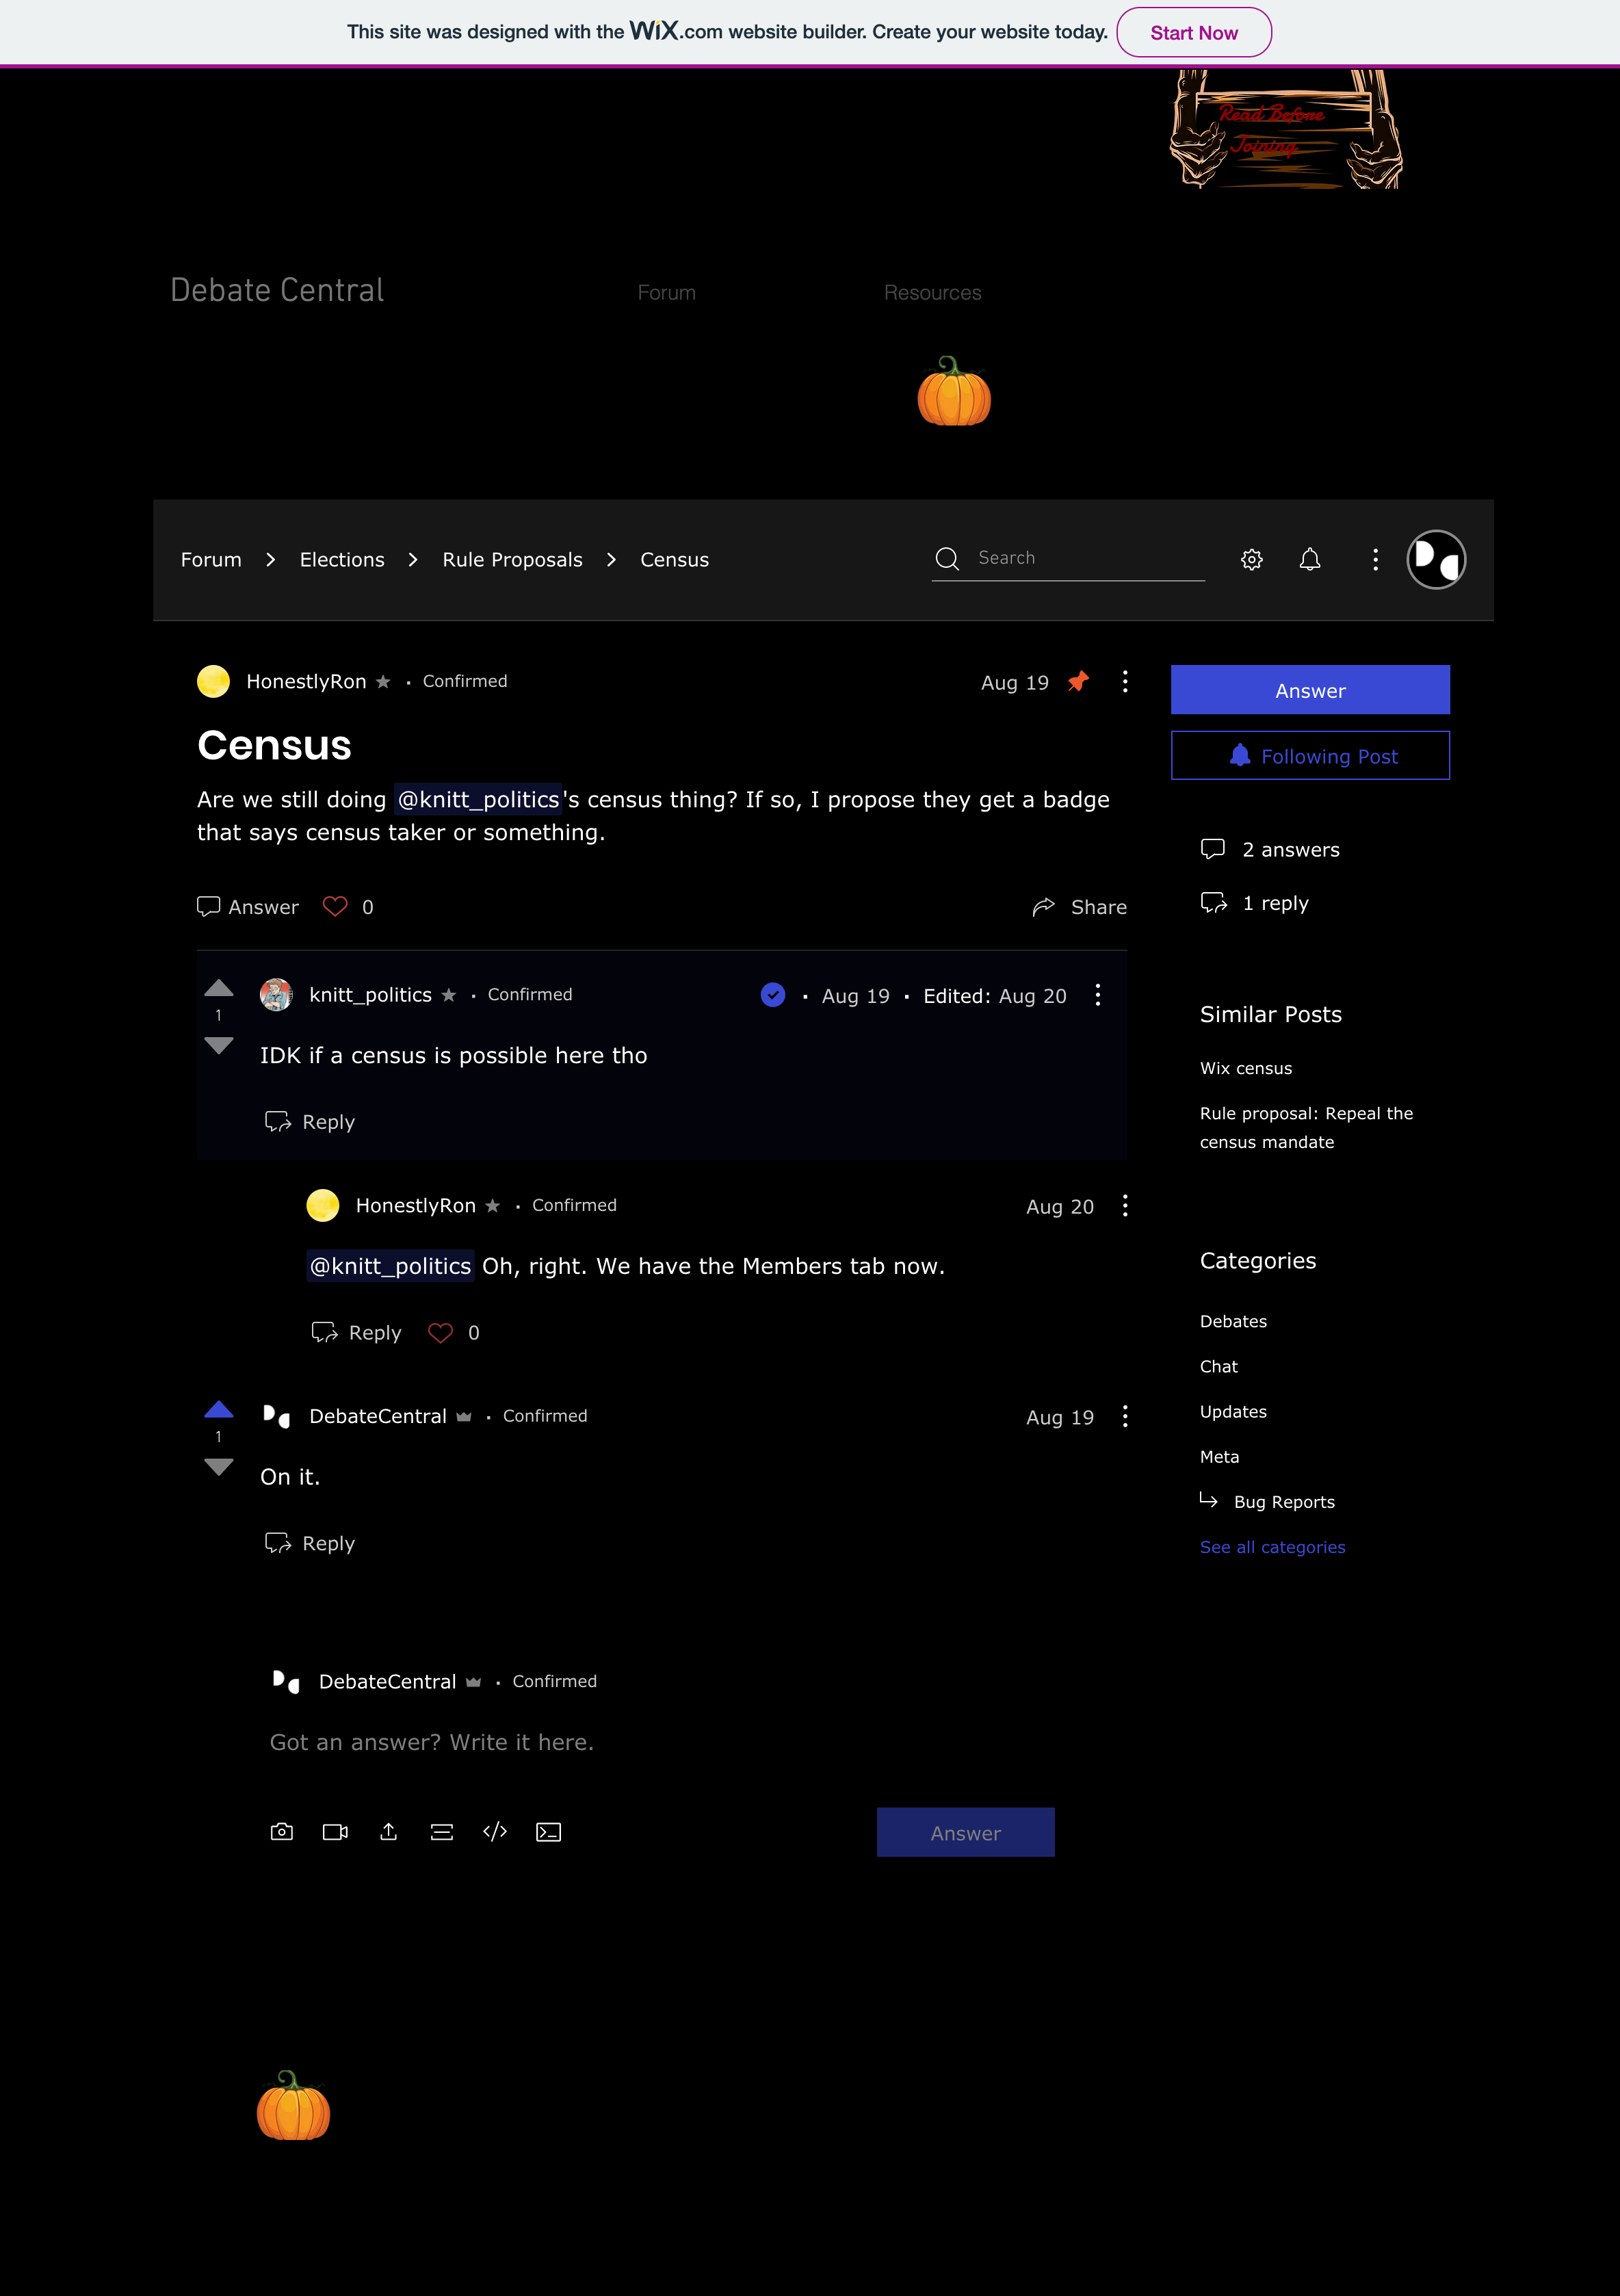 This site was designed with the WiX.com website builder. Create your website today. Start Now
Read Before
Joining
Debate Central Forum Resources
Forum > Elections > Rule Proposals > Census Search
HonestlyRon · Confirmed Aug 19
Census
Are we still doing @knitt_politics's census thing? If so, I propose they get a badge
that says census taker or something.
Answer 0 Share
Answer
Following Post
2 answers
1 reply
knitt_politics · Confirmed · Aug 19 · Edited: Aug 20
1
IDK if a census is possible here tho
Reply
HonestlyRon · Confirmed Aug 20
@knitt_politics Oh, right. We have the Members tab now.
Reply 0
DebateCentral · Confirmed Aug 19
1
On it.
Reply
Similar Posts
Wix census
Rule proposal: Repeal the
census mandate
Categories
Debates
Chat
Updates
Meta
Bug Reports
See all categories
DebateCentral · Confirmed
Got an answer? Write it here.
Answer